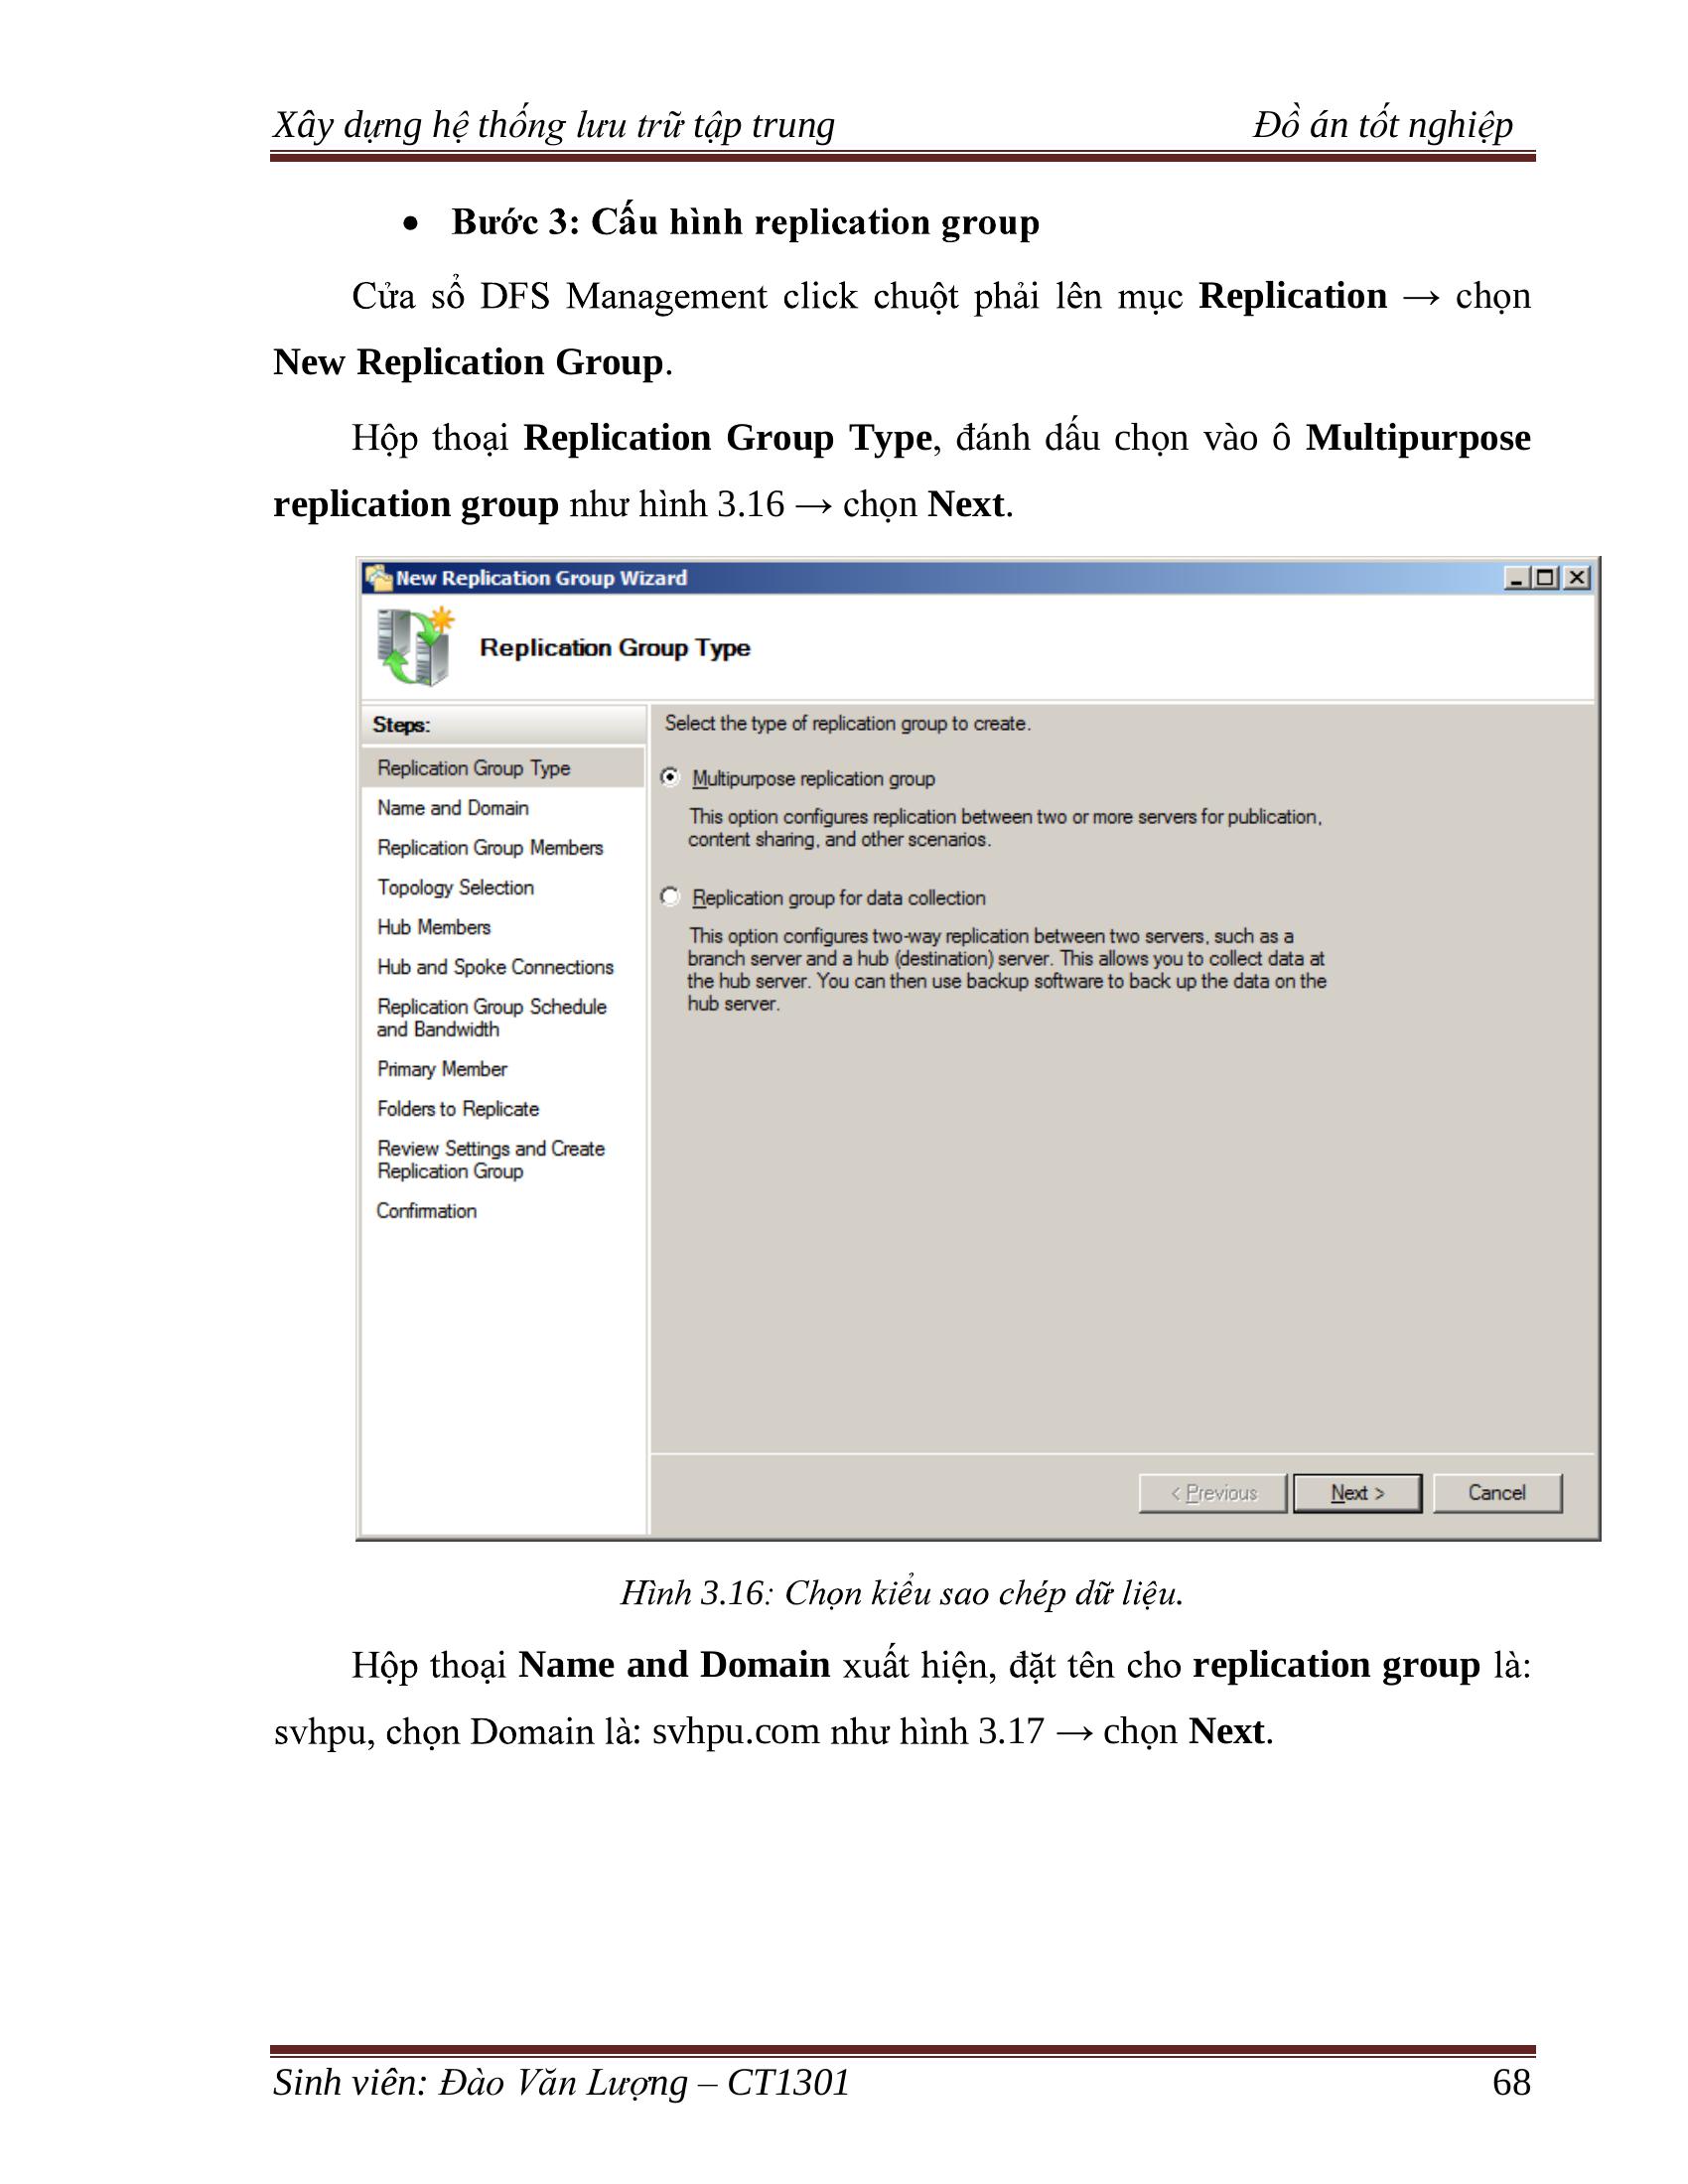 Xây dựng hệ thống lưu trữ tập trung Đồ án tốt nghiệp
• Bước 3: Cấu hình replication group
Cửa sổ DFS Management click chuột phải lên mục Replication → chọn
New Replication Group.
Hộp thoại Replication Group Type, đánh dấu chọn vào ô Multipurpose
replication group như hình 3.16 → chọn Next.
New Replication Group Wizard
Replication Group Type
Steps:
Replication Group Type
Name and Domain
Replication Group Members
Topology Selection
Hub Members
Hub and Spoke Connections
Replication Group Schedule
and Bandwidth
Primary Member
Folders to Replicate
Review Settings and Create
Replication Group
Confirmation
Select the type of replication group to create.
Multipurpose replication group
This option configures replication between two or more servers for publication,
content sharing, and other scenarios.
Replication group for data collection
This option configures two-way replication between two servers, such as a
branch server and a hub (destination) server. This allows you to collect data at
the hub server. You can then use backup software to back up the data on the
hub server.
< Previous Next > Cancel
Hình 3.16: Chọn kiểu sao chép dữ liệu.
Hộp thoại Name and Domain xuất hiện, đặt tên cho replication group là:
svhpu, chọn Domain là: svhpu.com như hình 3.17 → chọn Next.
Sinh viên: Đào Văn Lượng – CT1301 68